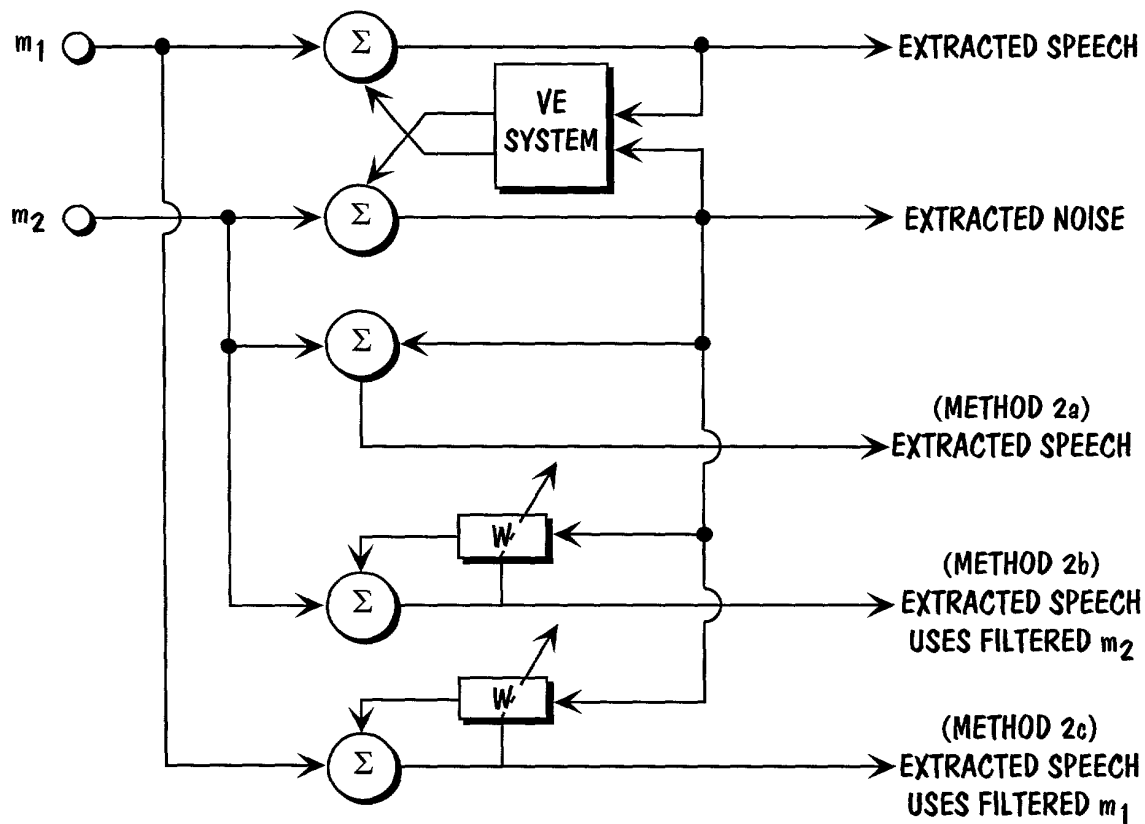 m1
Σ
EXTRACTED SPEECH
VE
SYSTEM
m2
Σ
EXTRACTED NOISE
Σ
(METHOD 2a)
EXTRACTED SPEECH
W
(METHOD 2b)
Σ
EXTRACTED SPEECH
USES FILTERED m2
W
(METHOD 2c)
Σ
EXTRACTED SPEECH
USES FILTERED m1